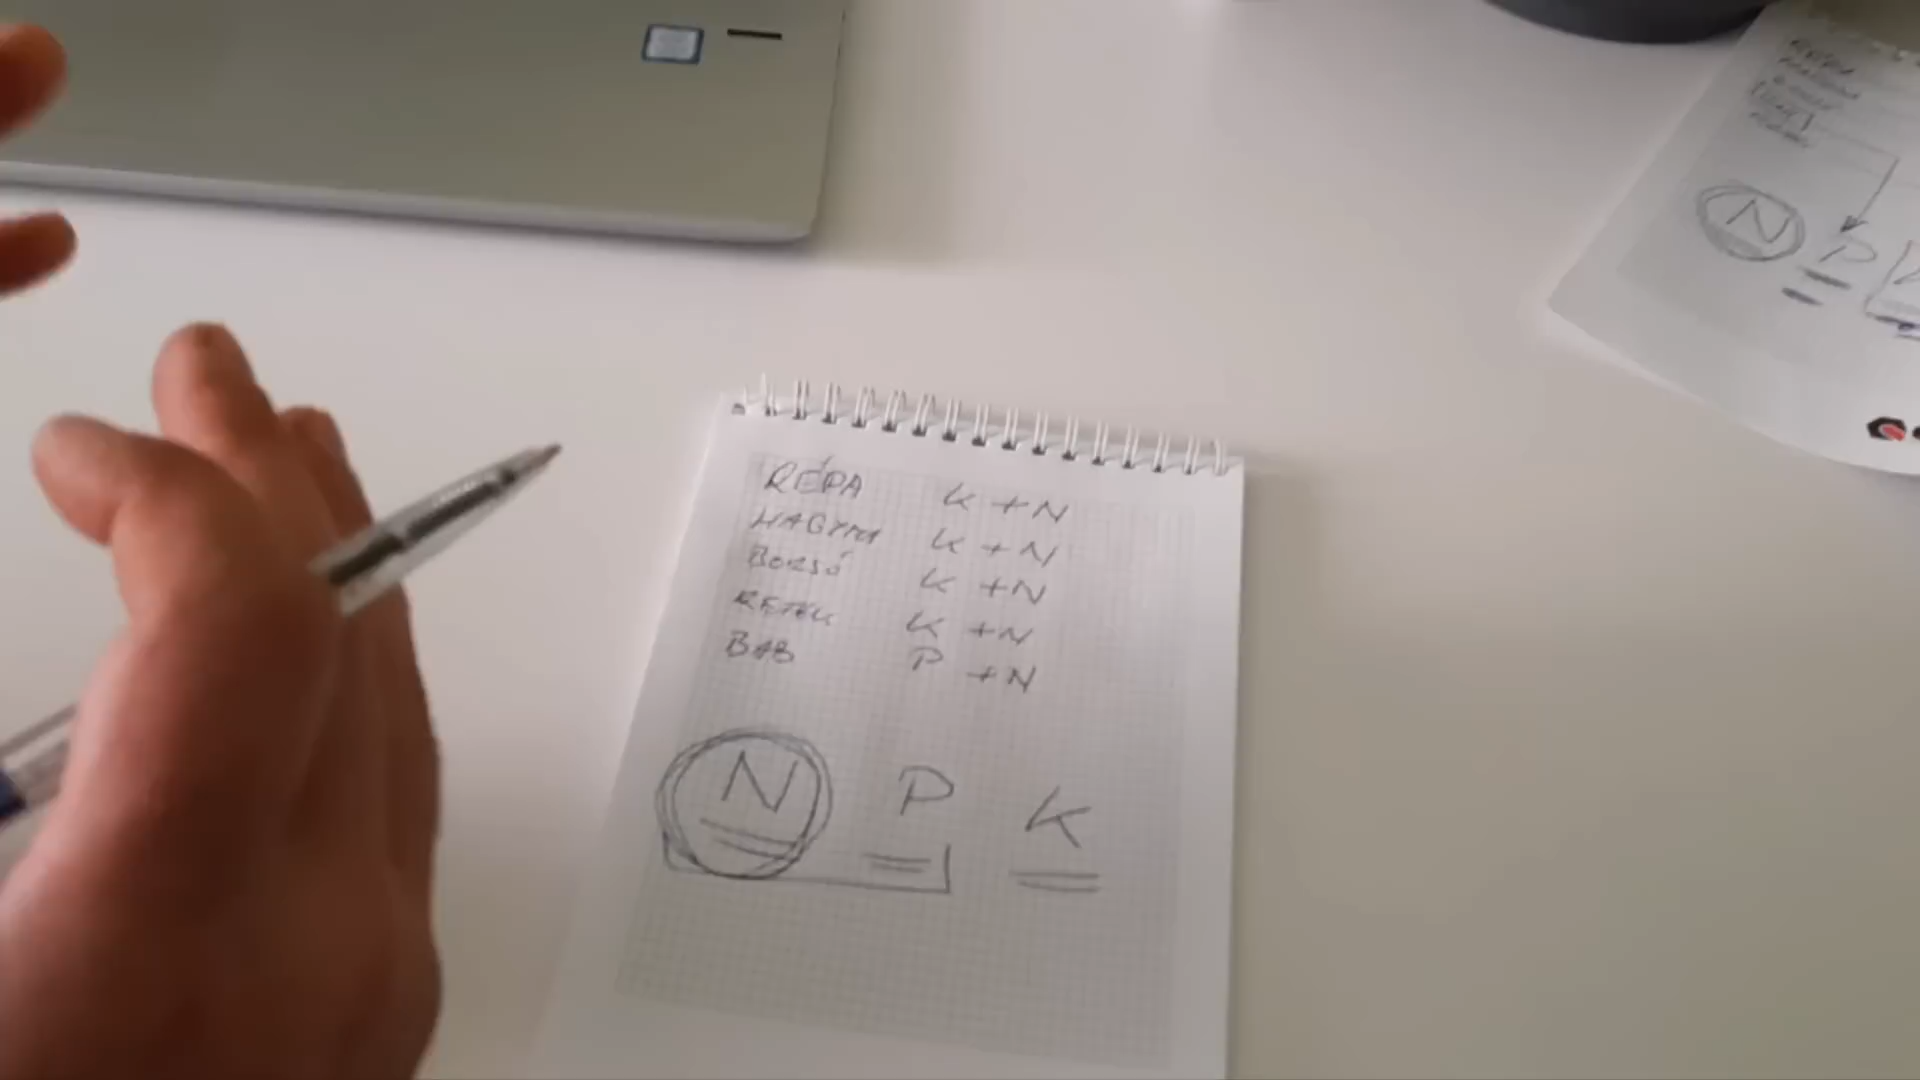 RÉPA K + N
HAGYMA K + N
BORSÓ K + N
RETEK K + N
BAB P + N
N P K
N P